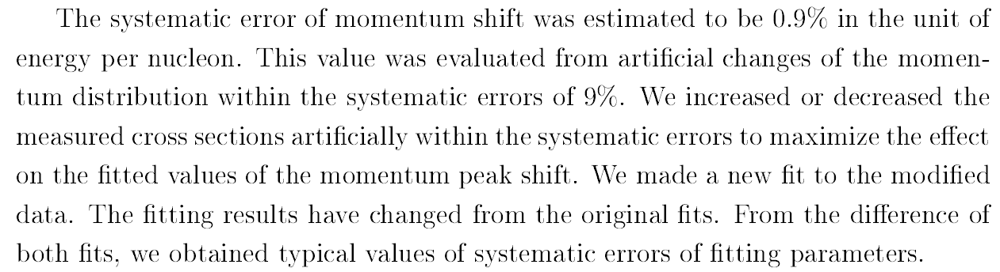 The systematic error of momentum shift was estimated to be 0.9% in the unit of
energy per nucleon. This value was evaluated from artificial changes of the momen-
tum distribution within the systematic errors of 9%. We increased or decreased the
measured cross sections artificially within the systematic errors to maximize the effect
on the fitted values of the momentum peak shift. We made a new fit to the modified
data. The fitting results have changed from the original fits. From the difference of
both fits, we obtained typical values of systematic errors of fitting parameters.